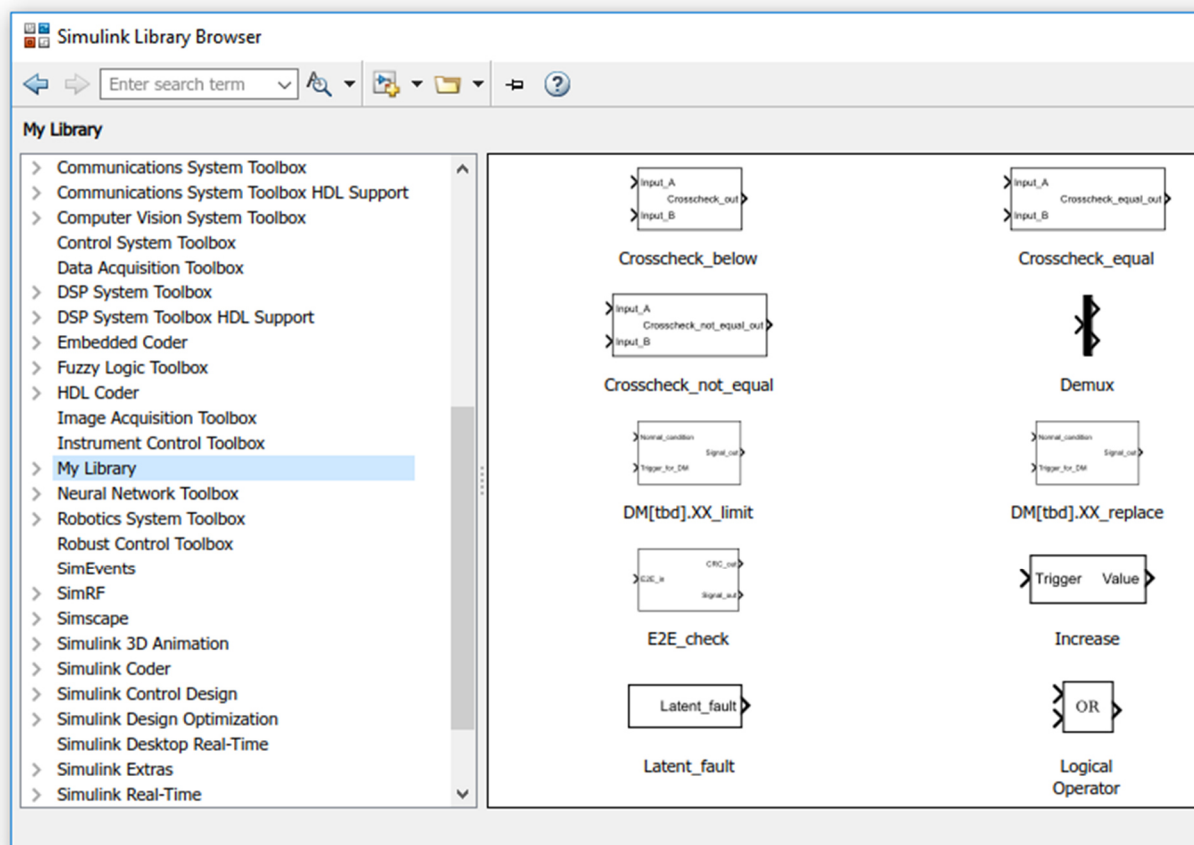 Simulink Library Browser
Enter search term
My Library
Communications System Toolbox
Communications System Toolbox HDL Support
Computer Vision System Toolbox
Control System Toolbox
Data Acquisition Toolbox
DSP System Toolbox
DSP System Toolbox HDL Support
Embedded Coder
Fuzzy Logic Toolbox
HDL Coder
Image Acquisition Toolbox
Instrument Control Toolbox
My Library
Neural Network Toolbox
Robotics System Toolbox
Robust Control Toolbox
SimEvents
SimRF
Simscape
Simulink 3D Animation
Simulink Coder
Simulink Control Design
Simulink Design Optimization
Simulink Desktop Real-Time
Simulink Extras
Simulink Real-Time
Input_A
Crosscheck_out
Input_B
Crosscheck_below
Input_A
Crosscheck_equal_out
Input_B
Crosscheck_equal
Input_A
Crosscheck_not_equal_out
Input_B
Crosscheck_not_equal
Demux
Normal_condition
Signal_out
Trigger_for_DM
DM[tbd].XX_limit
Normal_condition
Signal_out
Trigger_for_DM
DM[tbd].XX_replace
CRC_out
E2E_in
Signal_out
E2E_check
Trigger Value
Increase
Latent_fault
Latent_fault
OR
Logical
Operator